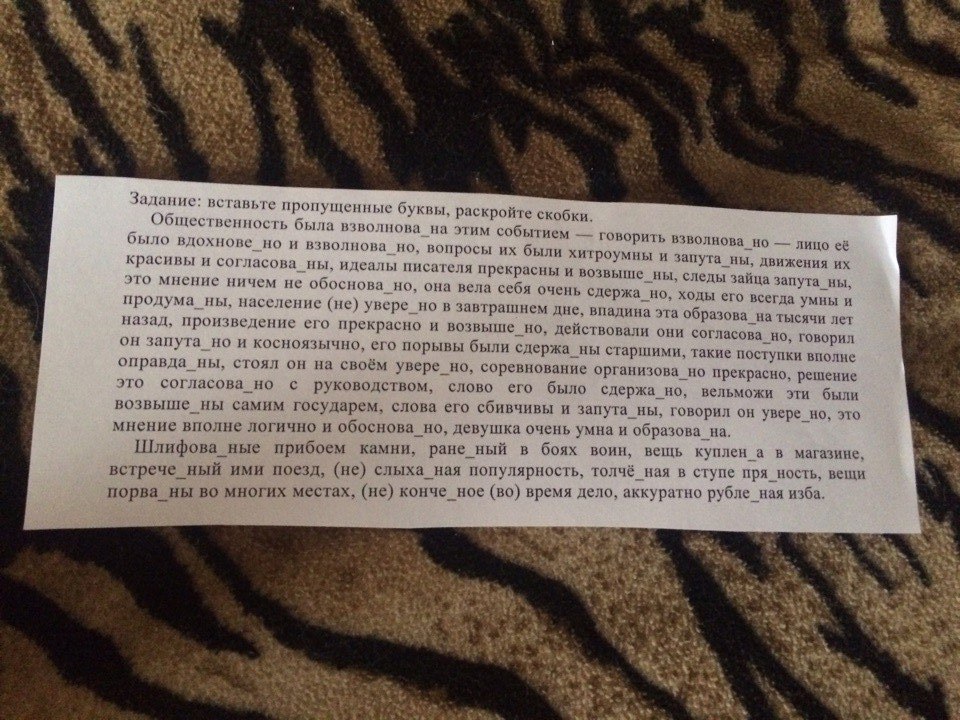 Задание: вставьте пропущенные буквы, раскройте скобки.
Общественность была взволнова_на этим событием — говорить взволнова_но — лицо её
было вдохнове_но и взволнова_но, вопросы их были хитроумны и запута_ны, движения их
красивы и согласова_ны, идеалы писателя прекрасны и возвыше_ны, следы зайца запута_ны,
это мнение ничем не обоснова_но, она вела себя очень сдержа_но, ходы его всегда умны и
продума_ны, население (не) увере_но в завтрашнем дне, впадина эта образова_на тысячи лет
назад, произведение его прекрасно и возвыше_но, действовали они согласова_но, говорил
он запута_но и косноязычно, его порывы были сдержа_ны старшими, такие поступки вполне
оправда_ны, стоял он на своём увере_но, соревнование организова_но прекрасно, решение
это согласова_но с руководством, слово его было сдержа_но, вельможи эти были
возвыше_ны самим государем, слова его сбивчивы и запута_ны, говорил он увере_но, это
мнение вполне логично и обоснова_но, девушка очень умна и образова_на.
Шлифова_ные прибоем камни, ране_ный в боях воин, вещь куплен_а в магазине,
встрече_ный ими поезд, (не) слыха_ная популярность, толчё_ная в ступе пря_ность, вещи
порва_ны во многих местах, (не) конче_ное (во) время дело, аккуратно рубле_ная изба.